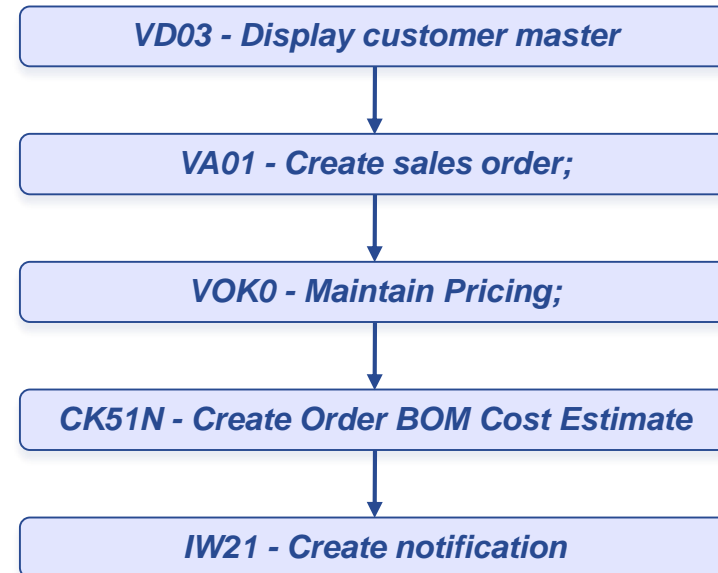 VD03 - Display customer master
VA01 - Create sales order;
VOK0 - Maintain Pricing;
CK51N - Create Order BOM Cost Estimate
IW21 - Create notification